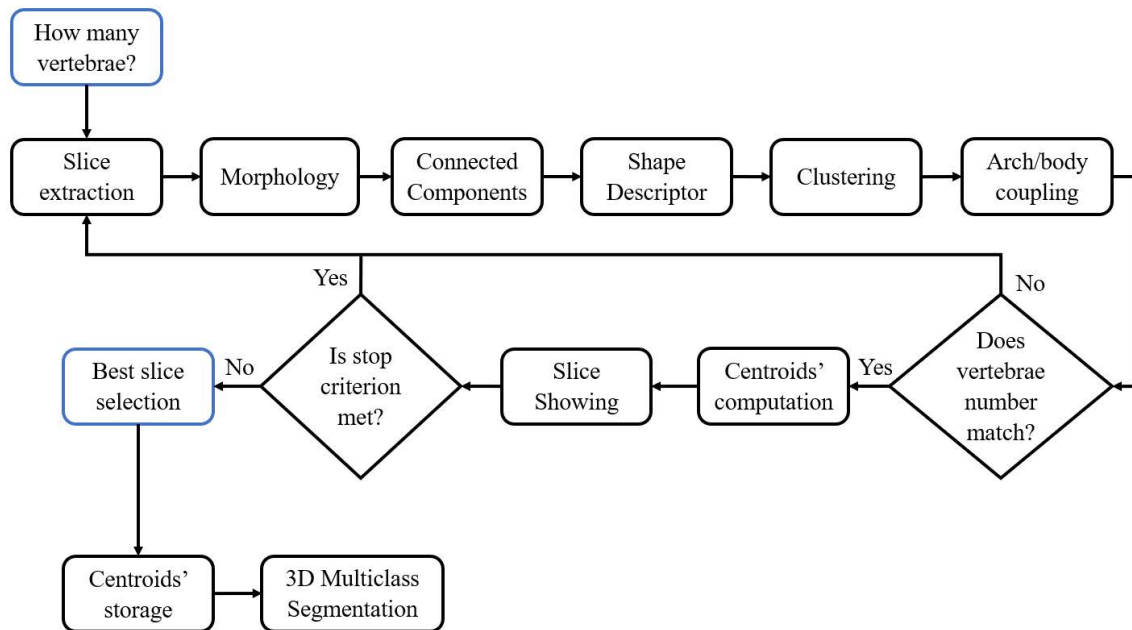 How many
vertebrae?
Slice
extraction
Morphology
Connected
Components
Shape
Descriptor
Clustering
Arch/body
coupling
Yes
No
Best slice
selection
No
Is stop
criterion
met?
Slice
Showing
Centroids’
computation
Yes
Does
vertebrae
number
match?
Centroids’
storage
3D Multiclass
Segmentation